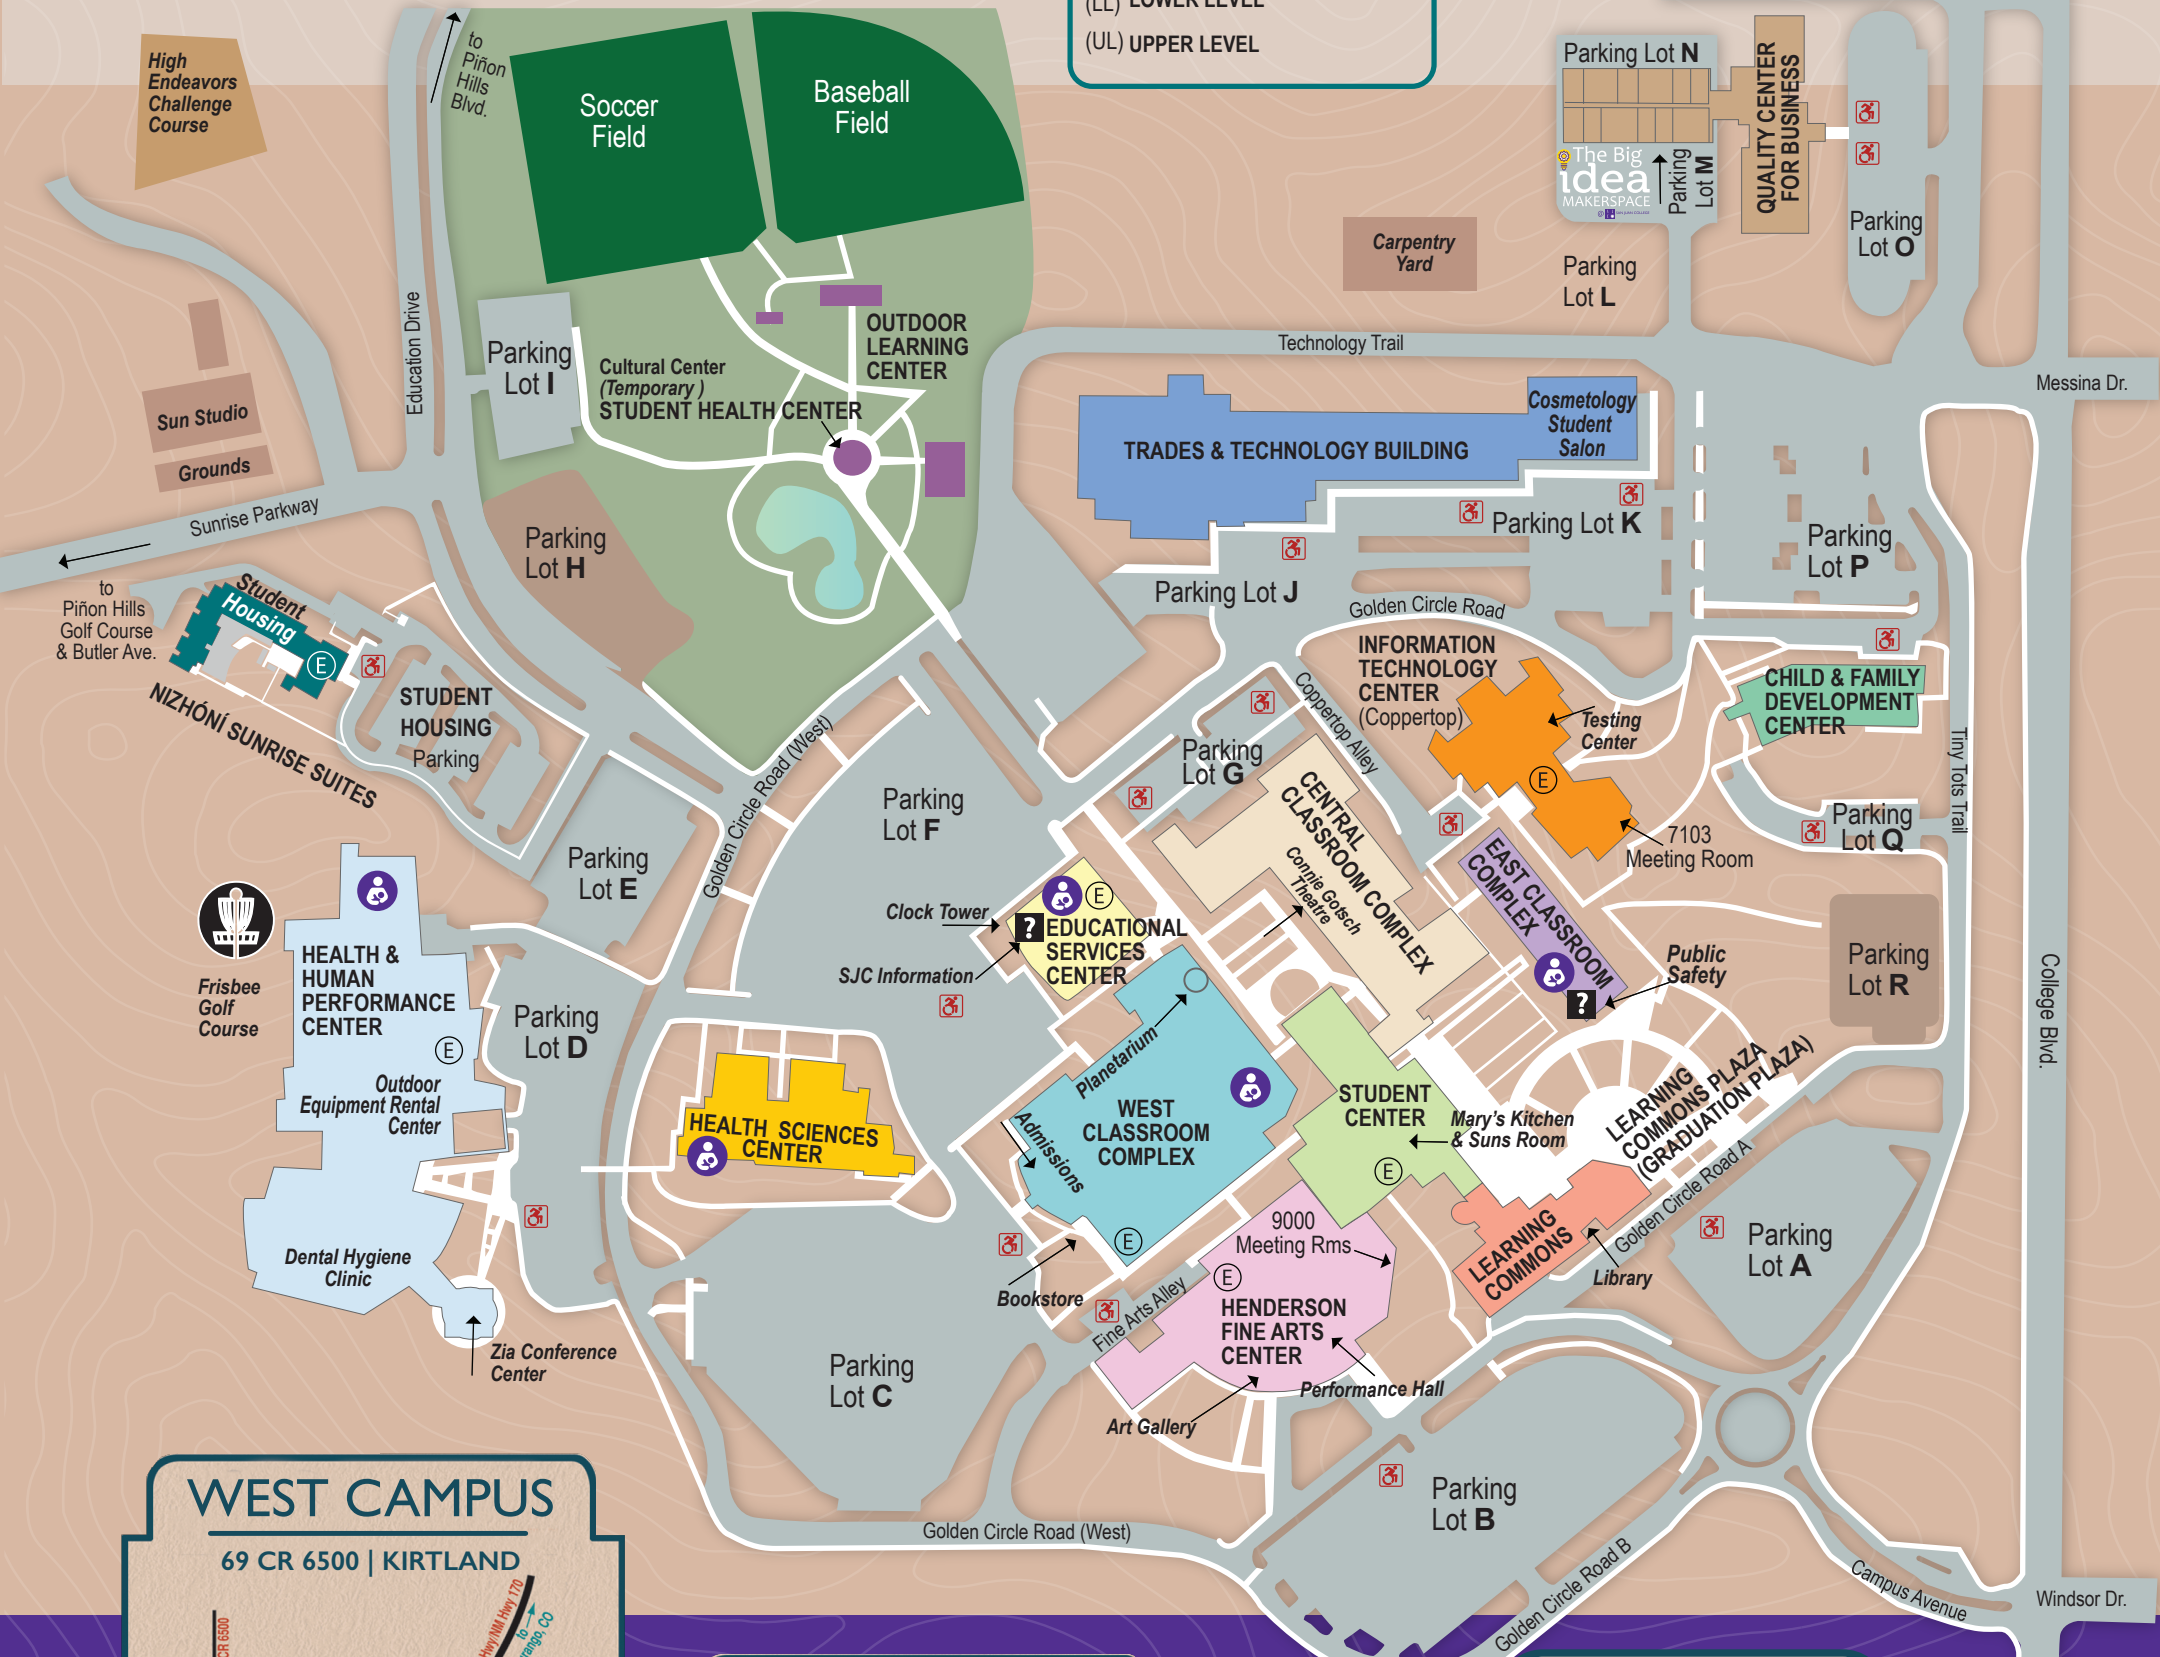 (LL) LOWER LEVEL
(UL) UPPER LEVEL
High
Endeavors
Challenge
Course
to
Piñon
Hills
Blvd.
Soccer
Field
Baseball
Field
Parking Lot N
The Big
idea
MAKERSPACE
Parking
Lot M
QUALITY CENTER
FOR BUSINESS
Parking
Lot O
Carpentry
Yard
Parking
Lot L
Education Drive
Parking
Lot I
OUTDOOR
LEARNING
CENTER
Cultural Center
(Temporary )
STUDENT HEALTH CENTER
Technology Trail
Messina Dr.
Sun Studio
Grounds
Sunrise Parkway
TRADES & TECHNOLOGY BUILDING
Cosmetology
Student
Salon
Parking Lot K
Parking
Lot P
Parking
Lot H
to
Piñon Hills
Golf Course
& Butler Ave.
Student
Housing
E
NIZHÓNÍ SUNRISE SUITES
STUDENT
HOUSING
Parking
Parking Lot J
Golden Circle Road
INFORMATION
TECHNOLOGY
CENTER
(Coppertop)
Testing
Center
E
7103
Meeting Room
CHILD & FAMILY
DEVELOPMENT
CENTER
Tiny Tots Trail
Parking
Lot Q
Coppertop Alley
Parking
Lot G
Golden Circle Road (West)
Parking
Lot F
Parking
Lot E
CENTRAL
CLASSROOM COMPLEX
Connie Gotsch
Theatre
EAST CLASSROOM
COMPLEX
?
Public
Safety
Parking
Lot R
College Blvd.
Clock Tower
SJC Information
?
E
EDUCATIONAL
SERVICES
CENTER
Frisbee
Golf
Course
HEALTH &
HUMAN
PERFORMANCE
CENTER
E
Outdoor
Equipment Rental
Center
Parking
Lot D
Dental Hygiene
Clinic
Zia Conference
Center
HEALTH SCIENCES
CENTER
Planetarium
WEST
CLASSROOM
COMPLEX
Admissions
E
Bookstore
STUDENT
CENTER
E
Mary's Kitchen
& Suns Room
LEARNING
COMMONS PLAZA
(GRADUATION PLAZA)
Golden Circle Road A
LEARNING
COMMONS
Library
Parking
Lot A
9000
Meeting Rms
E
HENDERSON
FINE ARTS
CENTER
Fine Arts Alley
Performance Hall
Art Gallery
Parking
Lot C
Parking
Lot B
Golden Circle Road (West)
Golden Circle Road B
Campus Avenue
Windsor Dr.
WEST CAMPUS
69 CR 6500 | KIRTLAND
CR 6500
Hwy/NM Hwy 170
to
rango, CO